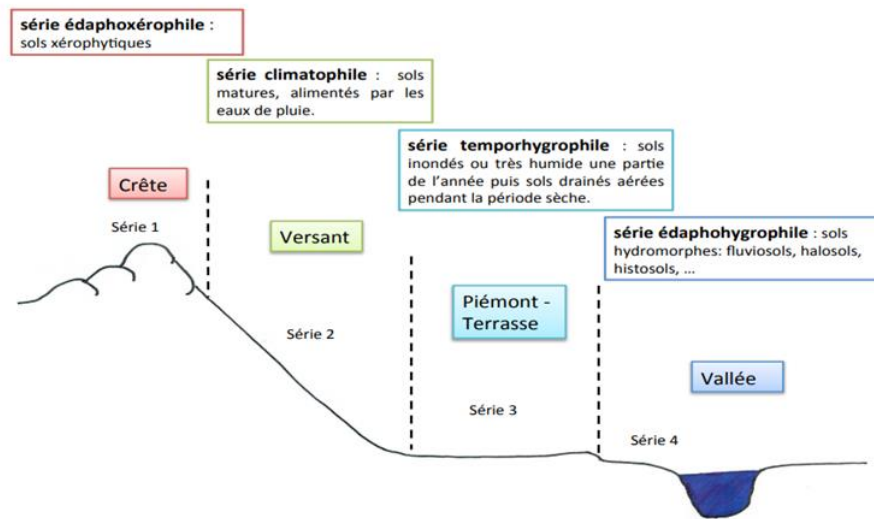 série édaphoxérophile :
sols xérophytiques
série climatophile : sols
matures, alimentés par les
eaux de pluie.
série temporhygrophile : sols
inondés ou très humide une partie
de l'année puis sols drainés aérées
pendant la période sèche.
série édaphohygrophile : sols
hydromorphes: fluviosols, halosols,
histosols, ...
Crête
Série 1
Versant
Série 2
Piémont -
Terrasse
Série 3
Vallée
Série 4